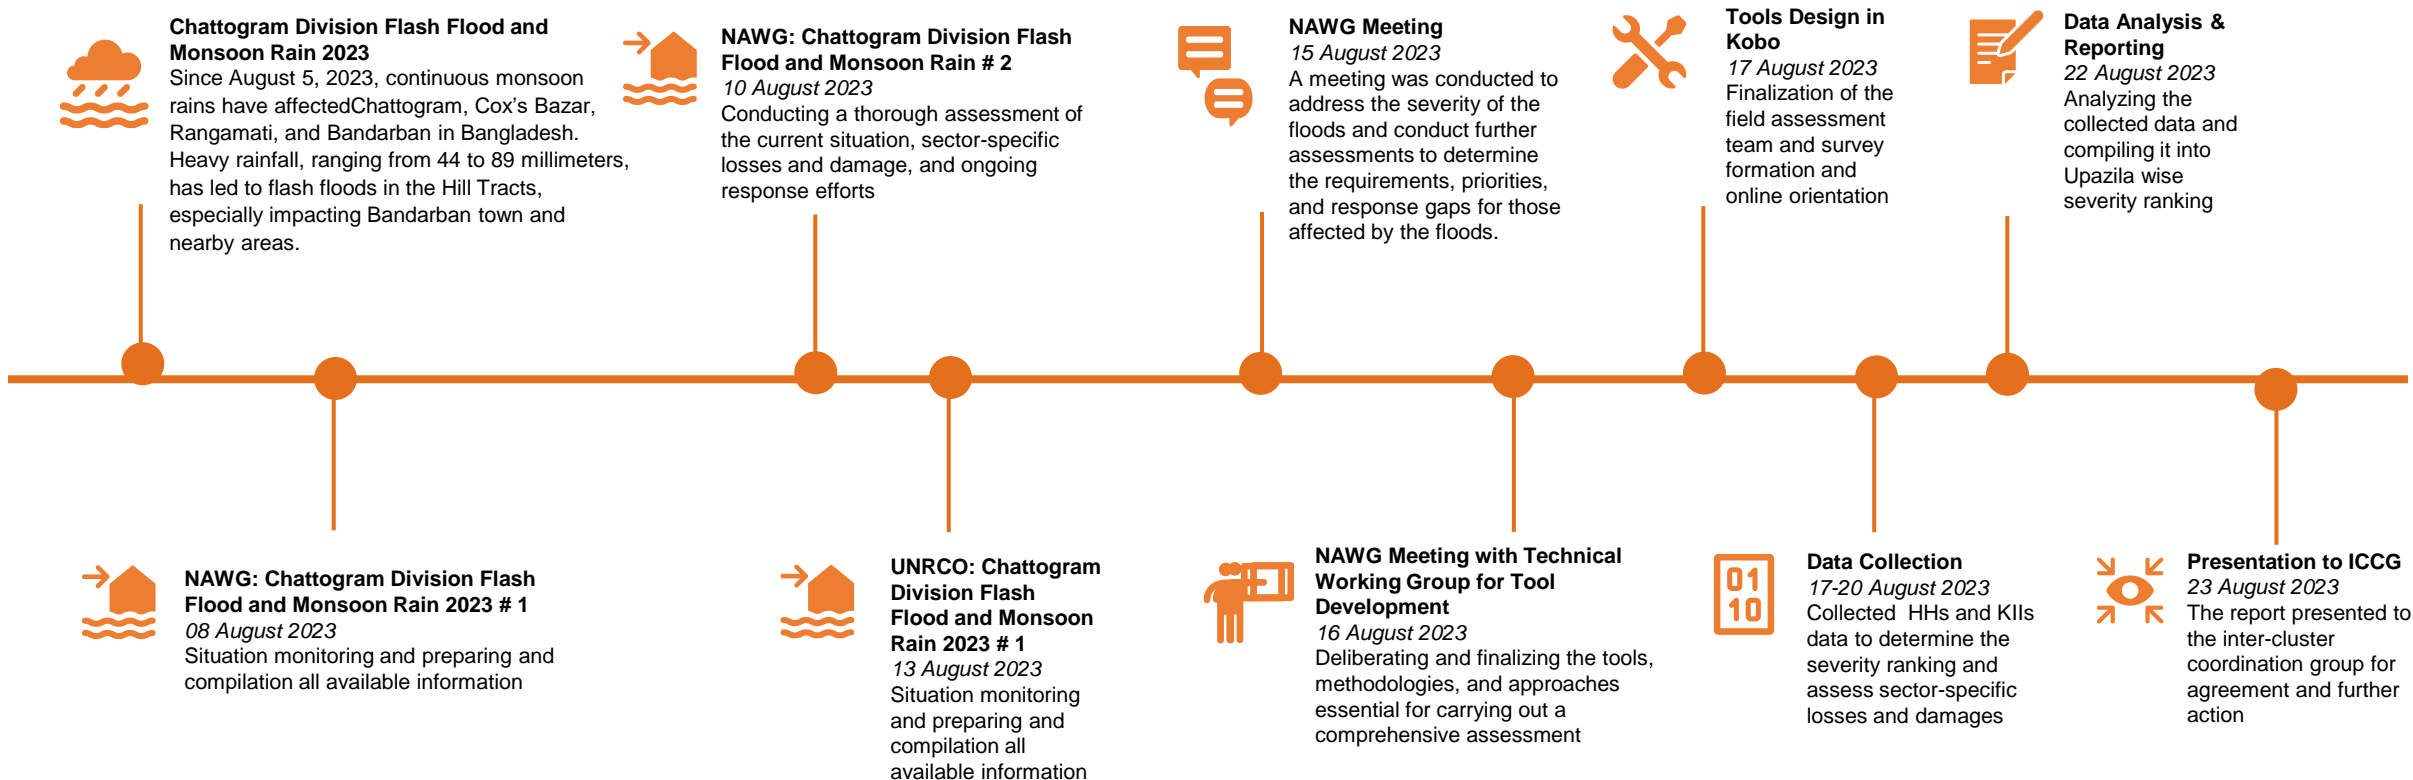 Chattogram Division Flash Flood and
Monsoon Rain 2023
Since August 5, 2023, continuous monsoon
rains have affectedChattogram, Cox's Bazar,
Rangamati, and Bandarban in Bangladesh.
Heavy rainfall, ranging from 44 to 89 millimeters,
has led to flash floods in the Hill Tracts,
especially impacting Bandarban town and
nearby areas.
NAWG: Chattogram Division Flash
Flood and Monsoon Rain # 2
10 August 2023
Conducting a thorough assessment of
the current situation, sector-specific
losses and damage, and ongoing
response efforts
NAWG Meeting
15 August 2023
A meeting was conducted to
address the severity of the
floods and conduct further
assessments to determine
the requirements, priorities,
and response gaps for those
affected by the floods.
Tools Design in
Kobo
17 August 2023
Finalization of the
field assessment
team and survey
formation and
online orientation
Data Analysis &
Reporting
22 August 2023
Analyzing the
collected data and
compiling it into
Upazila wise
severity ranking
NAWG: Chattogram Division Flash
Flood and Monsoon Rain 2023 # 1
08 August 2023
Situation monitoring and preparing and
compilation all available information
UNRCO: Chattogram
Division Flash
Flood and Monsoon
Rain 2023 # 1
13 August 2023
Situation monitoring
and preparing and
compilation all
available information
NAWG Meeting with Technical
Working Group for Tool
Development
16 August 2023
Deliberating and finalizing the tools,
methodologies, and approaches
essential for carrying out a
comprehensive assessment
01
10
Data Collection
17-20 August 2023
Collected HHs and KIIs
data to determine the
severity ranking and
assess sector-specific
losses and damages
Presentation to ICCG
23 August 2023
The report presented to
the inter-cluster
coordination group for
agreement and further
action